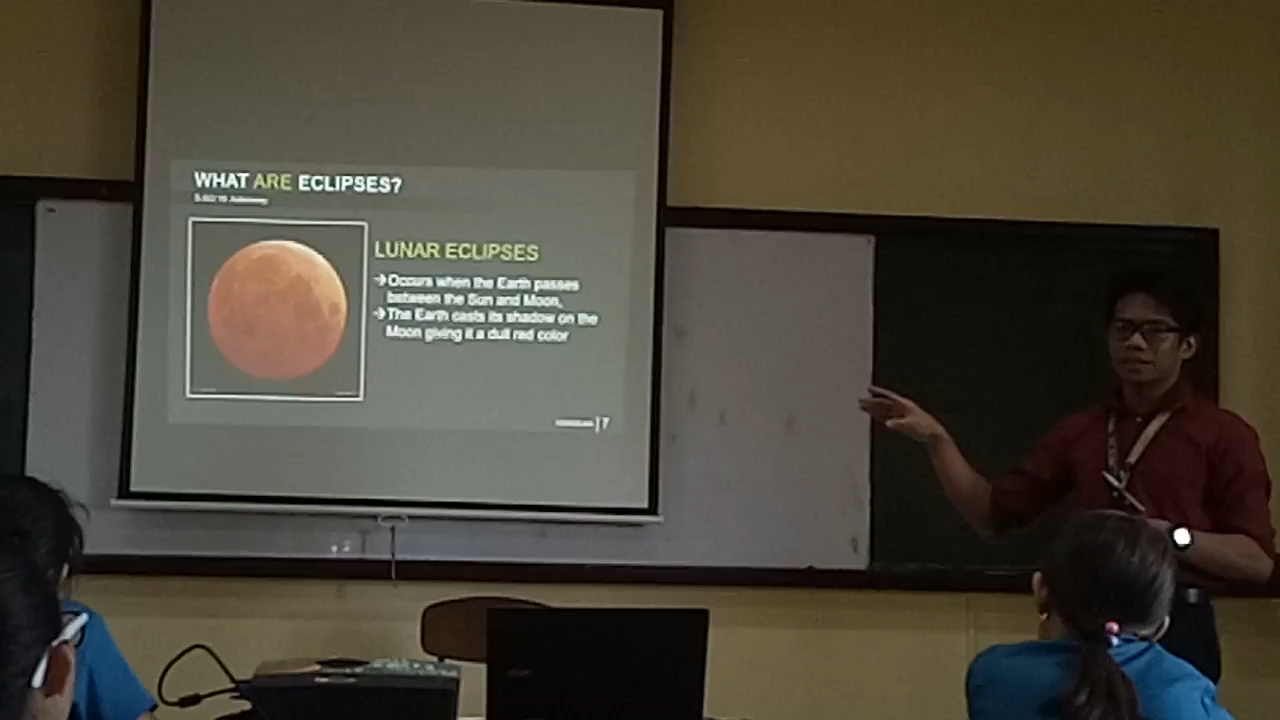 WHAT ARE ECLIPSES?
LUNAR ECLIPSES
→Occurs when the Earth passes
between the Sun and Moon,
→The Earth casts its shadow on the
Moon giving it a dull red color
7